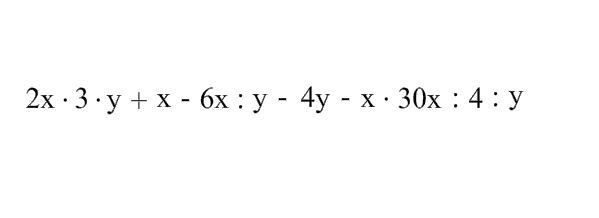 2x · 3 · y + x - 6x : y - 4y - x · 30x : 4 : y